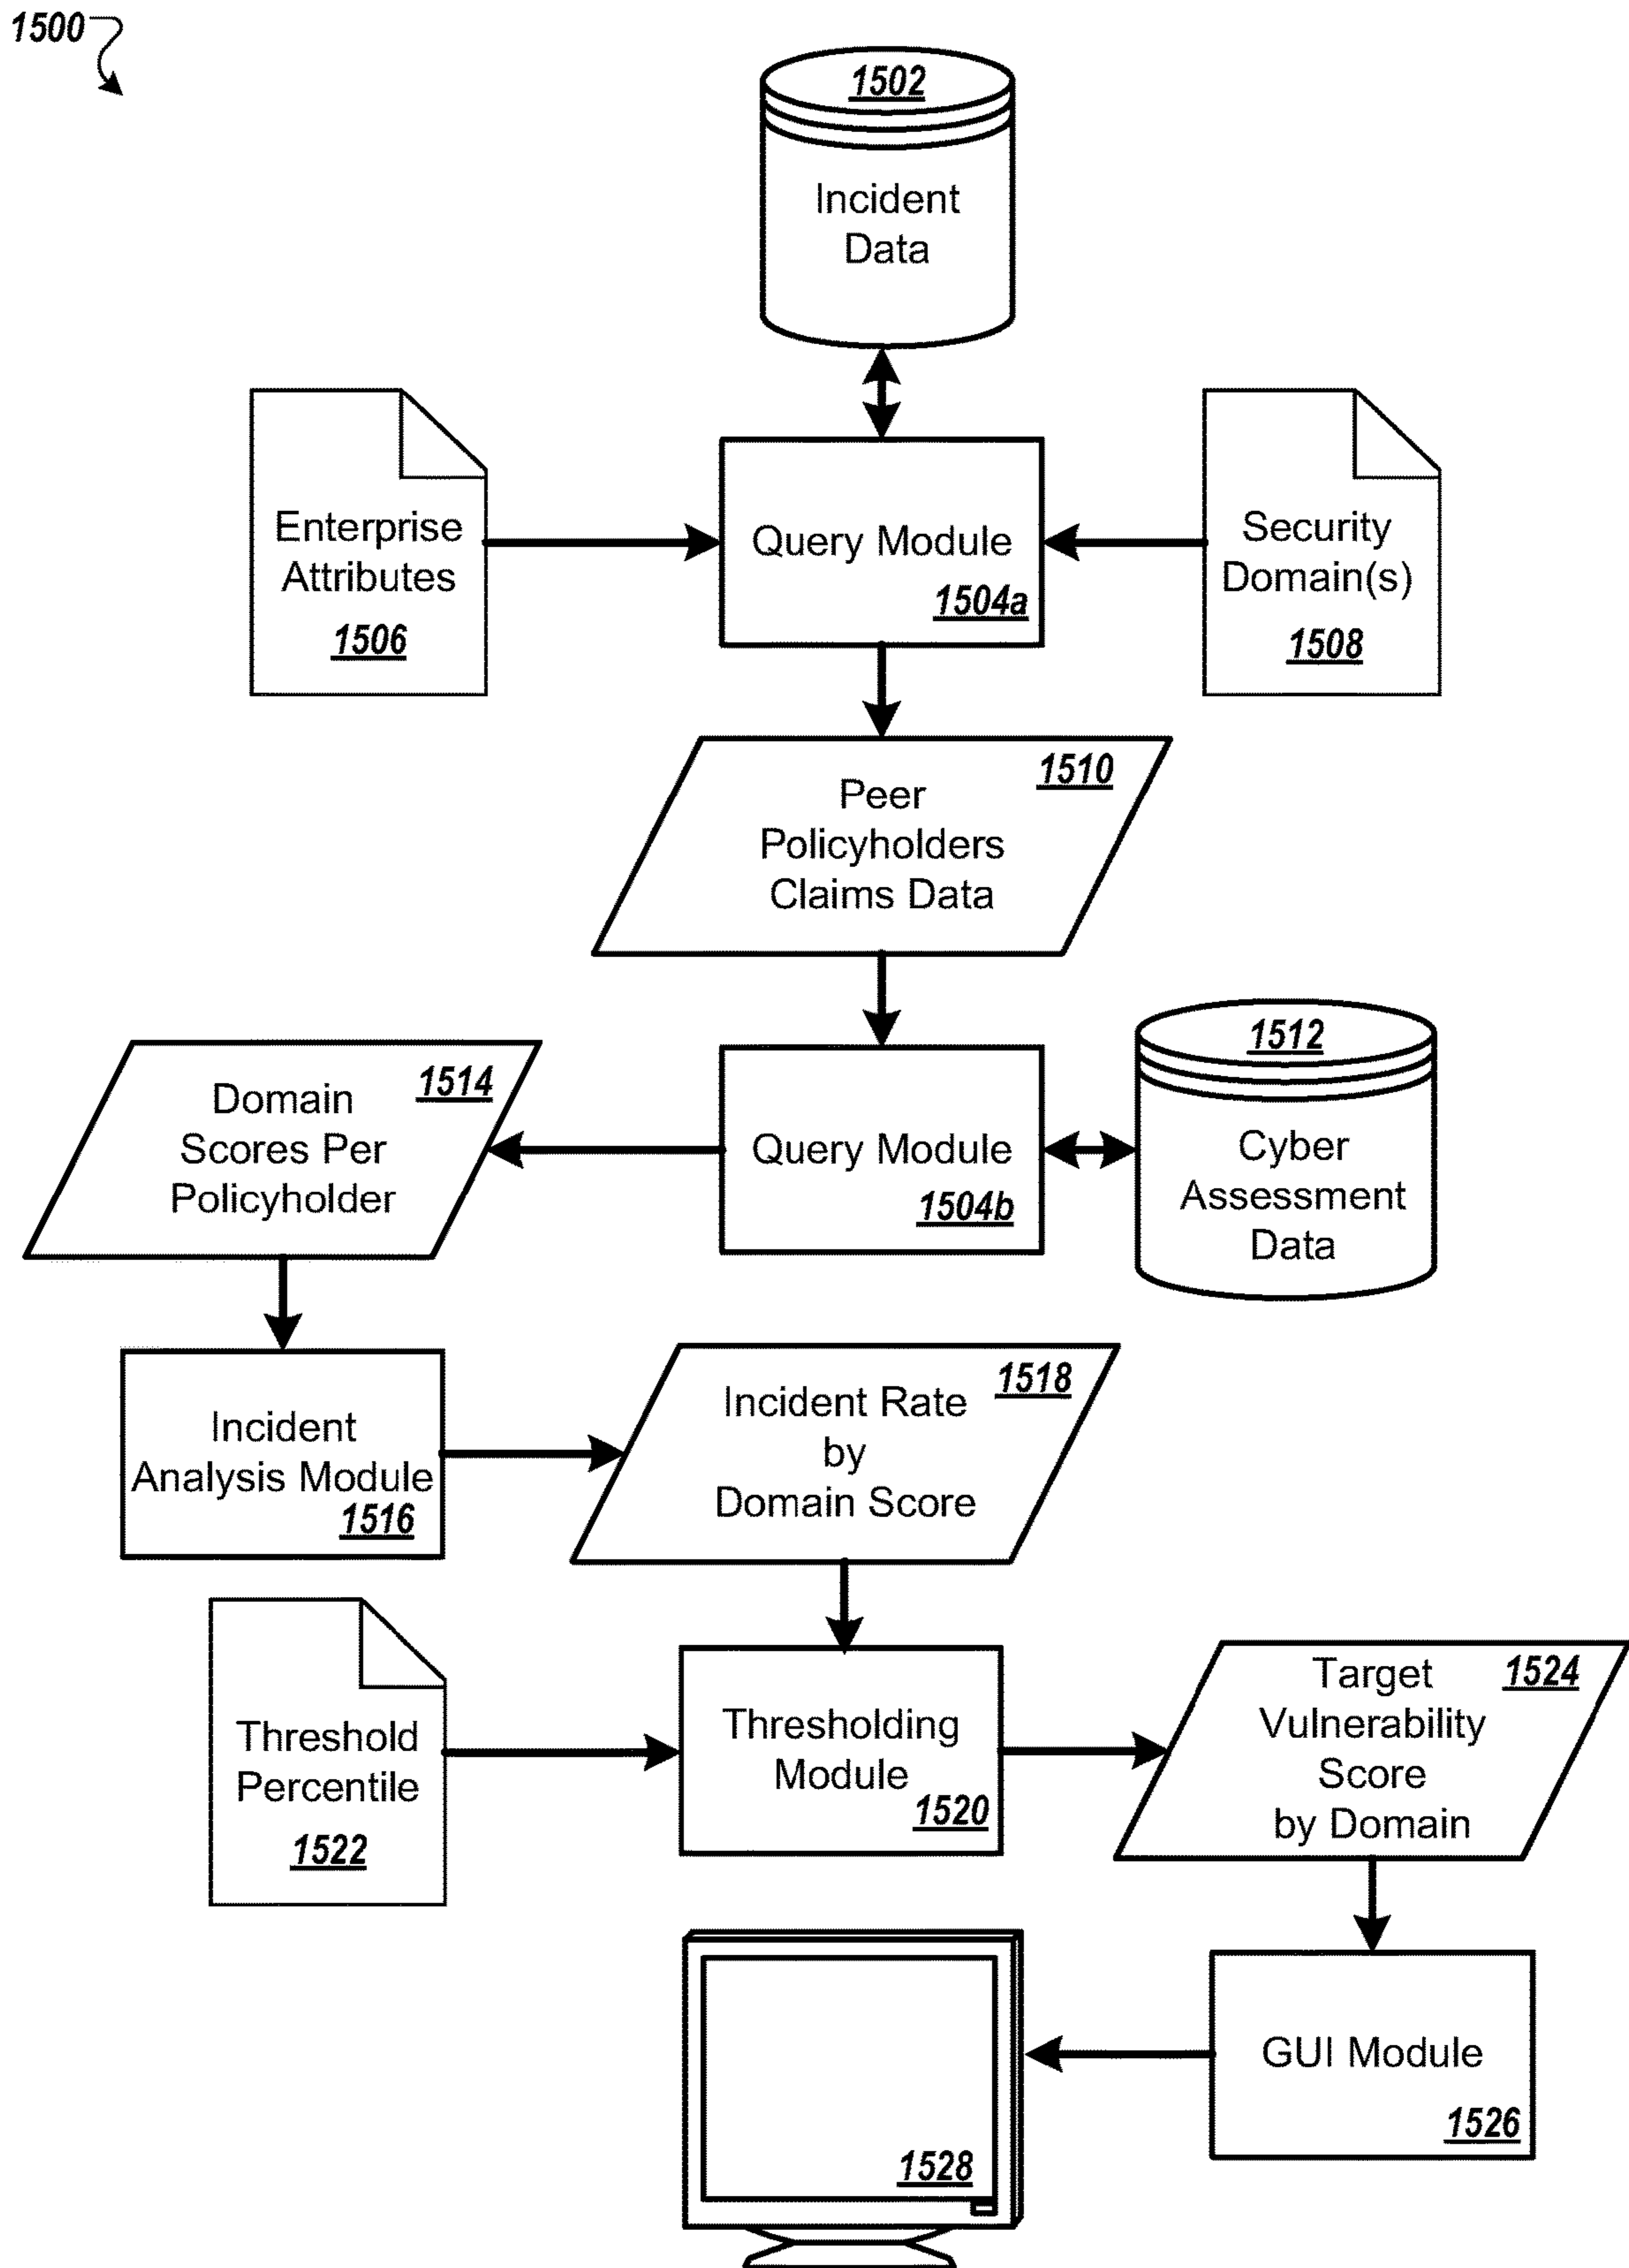 1500
1502
Incident
Data
Enterprise
Attributes
1506
Query Module
1504a
Security
Domain(s)
1508
1510
Peer
Policyholders
Claims Data
1514
Domain
Scores Per
Policyholder
Query Module
1504b
1512
Cyber
Assessment
Data
Incident
Analysis Module
1516
1518
Incident Rate
by
Domain Score
Threshold
Percentile
1522
Thresholding
Module
1520
1524
Target
Vulnerability
Score
by Domain
GUI Module
1526
1528